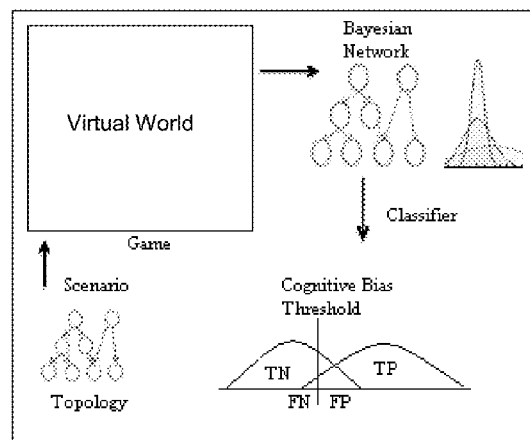 Bayesian
Network
Virtual World
Classifier
Game
Scenario
Topology
Cognitive Bias
Threshold
TN
TP
FN
FP